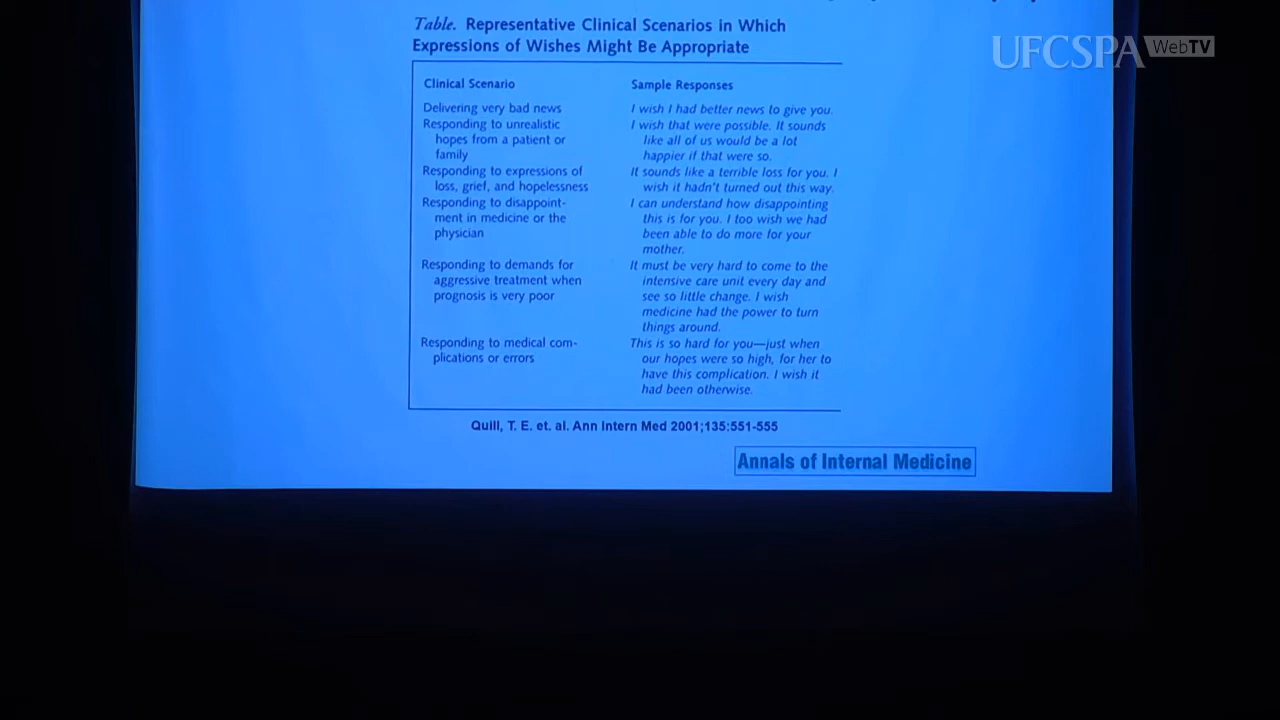 Table. Representative Clinical Scenarios in Which
Expressions of Wishes Might Be Appropriate
UFCSPA WebTV
Clinical Scenario
Sample Responses
Delivering very bad news
I wish I had better news to give you.
Responding to unrealistic
hopes from a patient or
family
I wish that were possible. It sounds
like all of us would be a lot
happier if that were so.
Responding to expressions of
loss, grief, and hopelessness
It sounds like a terrible loss for you. I
wish it hadn't turned out this way.
Responding to disappoint-
ment in medicine or the
physician
I can understand how disappointing
this is for you. I too wish we had
been able to do more for your
mother.
Responding to demands for
aggressive treatment when
prognosis is very poor
It must be very hard to come to the
intensive care unit every day and
see so little change. I wish
medicine had the power to turn
things around.
Responding to medical com-
plications or errors
This is so hard for you—just when
our hopes were so high, for her to
have this complication. I wish it
had been otherwise.
Quill, T. E. et. al. Ann Intern Med 2001;135:551-555
Annals of Internal Medicine